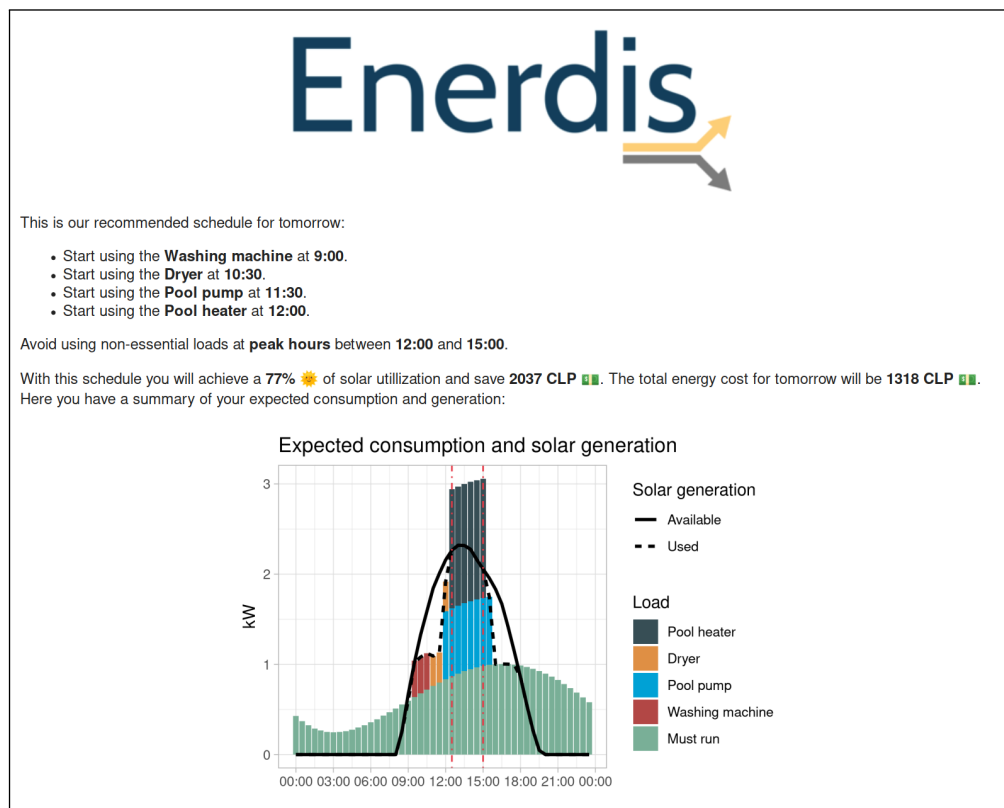 Enerdis
This is our recommended schedule for tomorrow:
• Start using the Washing machine at 9:00.
• Start using the Dryer at 10:30.
• Start using the Pool pump at 11:30.
• Start using the Pool heater at 12:00.
Avoid using non-essential loads at peak hours between 12:00 and 15:00.
With this schedule you will achieve a 77% 🌞 of solar utillization and save 2037 CLP 💵. The total energy cost for tomorrow will be 1318 CLP 💵.
Here you have a summary of your expected consumption and generation:
Expected consumption and solar generation
3
2
1
0
kW
00:00 03:00 06:00 09:00 12:00 15:00 18:00 21:00 00:00
Solar generation
Available
Used
Load
Pool heater
Dryer
Pool pump
Washing machine
Must run